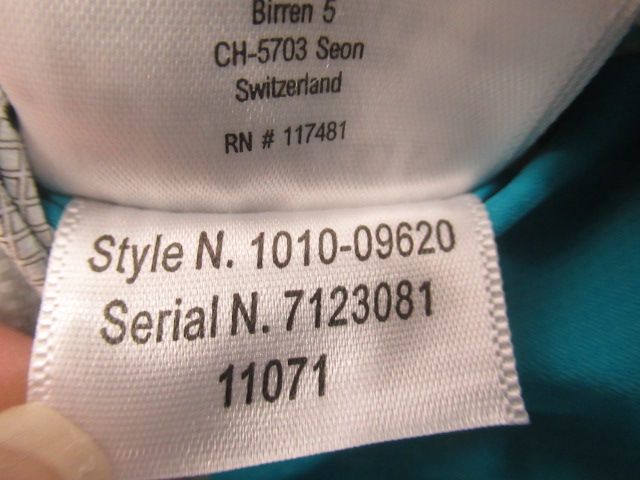 Birren 5
CH-5703 Seon
Switzerland
RN # 117481
Style N. 1010-09620
Serial N. 7123081
11071